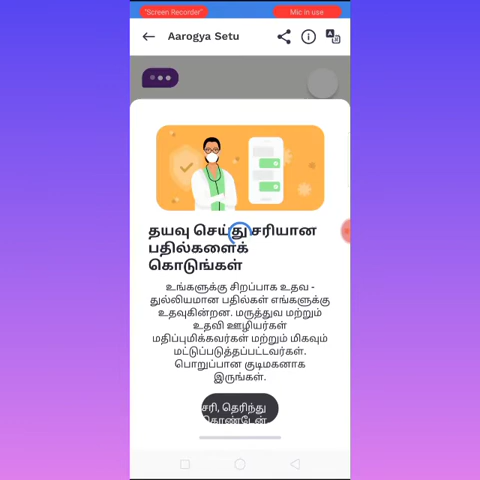 "Screen Recorder"
Mic in use
Aarogya Setu
தயவு செய்து சரியான
பதில்களைக்
கொடுங்கள்
உங்களுக்கு சிறப்பாக உதவ -
துல்லியமான பதில்கள் எங்களுக்கு
உதவுகின்றன. மருத்துவ மற்றும்
உதவி ஊழியர்கள்
மதிப்புமிக்கவர்கள் மற்றும் மிகவும்
மட்டுப்படுத்தப்பட்டவர்கள்.
பொறுப்பான குடிமகனாக
இருங்கள்.
சரி, தெரிந்து
கொண்டேன்